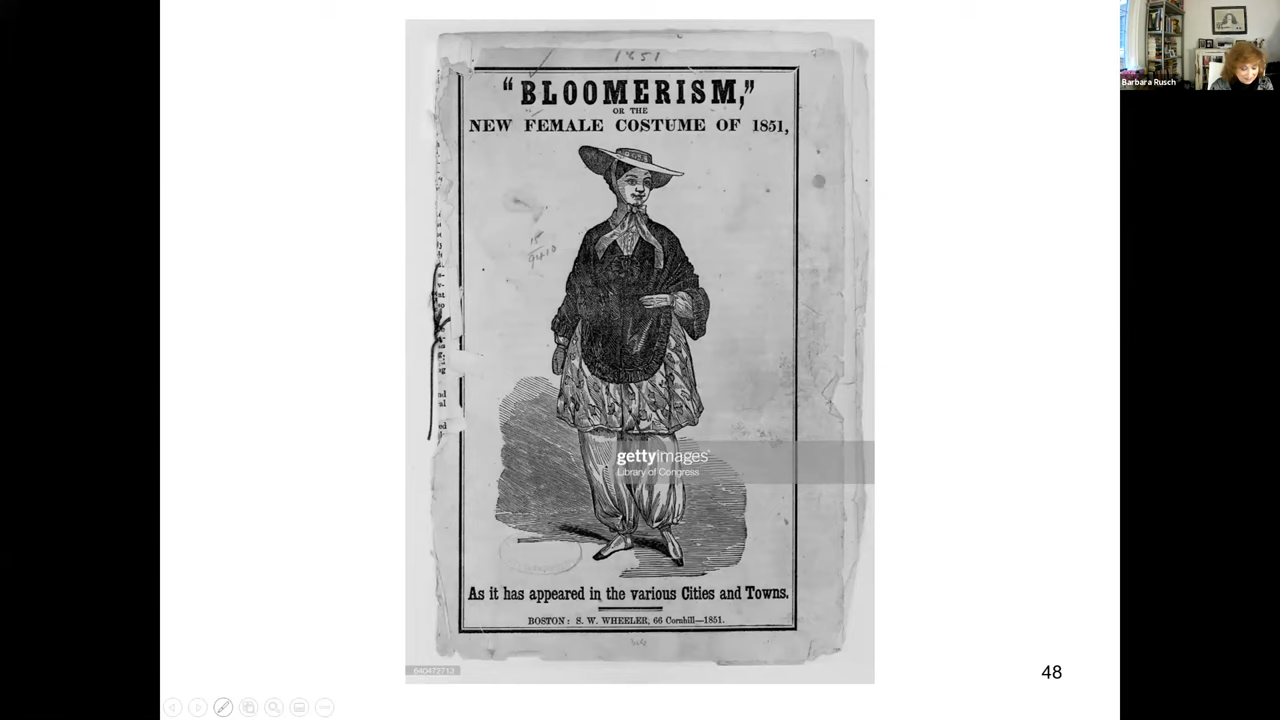 1851
"BLOOMERISM,"
OR THE
NEW FEMALE COSTUME OF 1851,
gettyimages®
Library of Congress
As it has appeared in the various Cities and Towns.
BOSTON: S. W. WHEELER, 66 Cornhill—1851.
640472713
48
Barbara Rusch